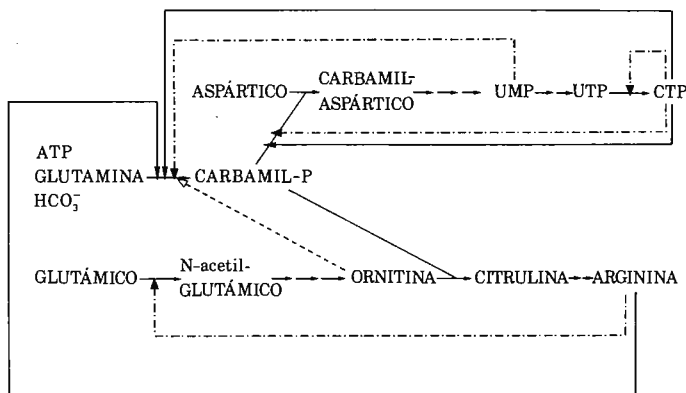 CARBAMIL-
ASPÁRTICO
ASPÁRTICO
UMP
UTP
CTP
ATP
GLUTAMINA
CARBAMIL-P
HCO₃⁻
N-acetil-
GLUTÁMICO
GLUTÁMICO
ORNITINA
CITRULINA
ARGININA